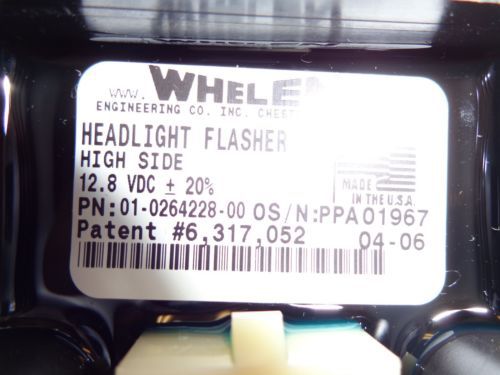 www. WHELE
ENGINEERING CO. INC. CHEST
HEADLIGHT FLASHER
HIGH SIDE
12.8 VDC ± 20%
MADE
IN THE U.S.A.
PN: 01-0264228-00 OS/N:PPA01967
Patent #6,317,052 04-06